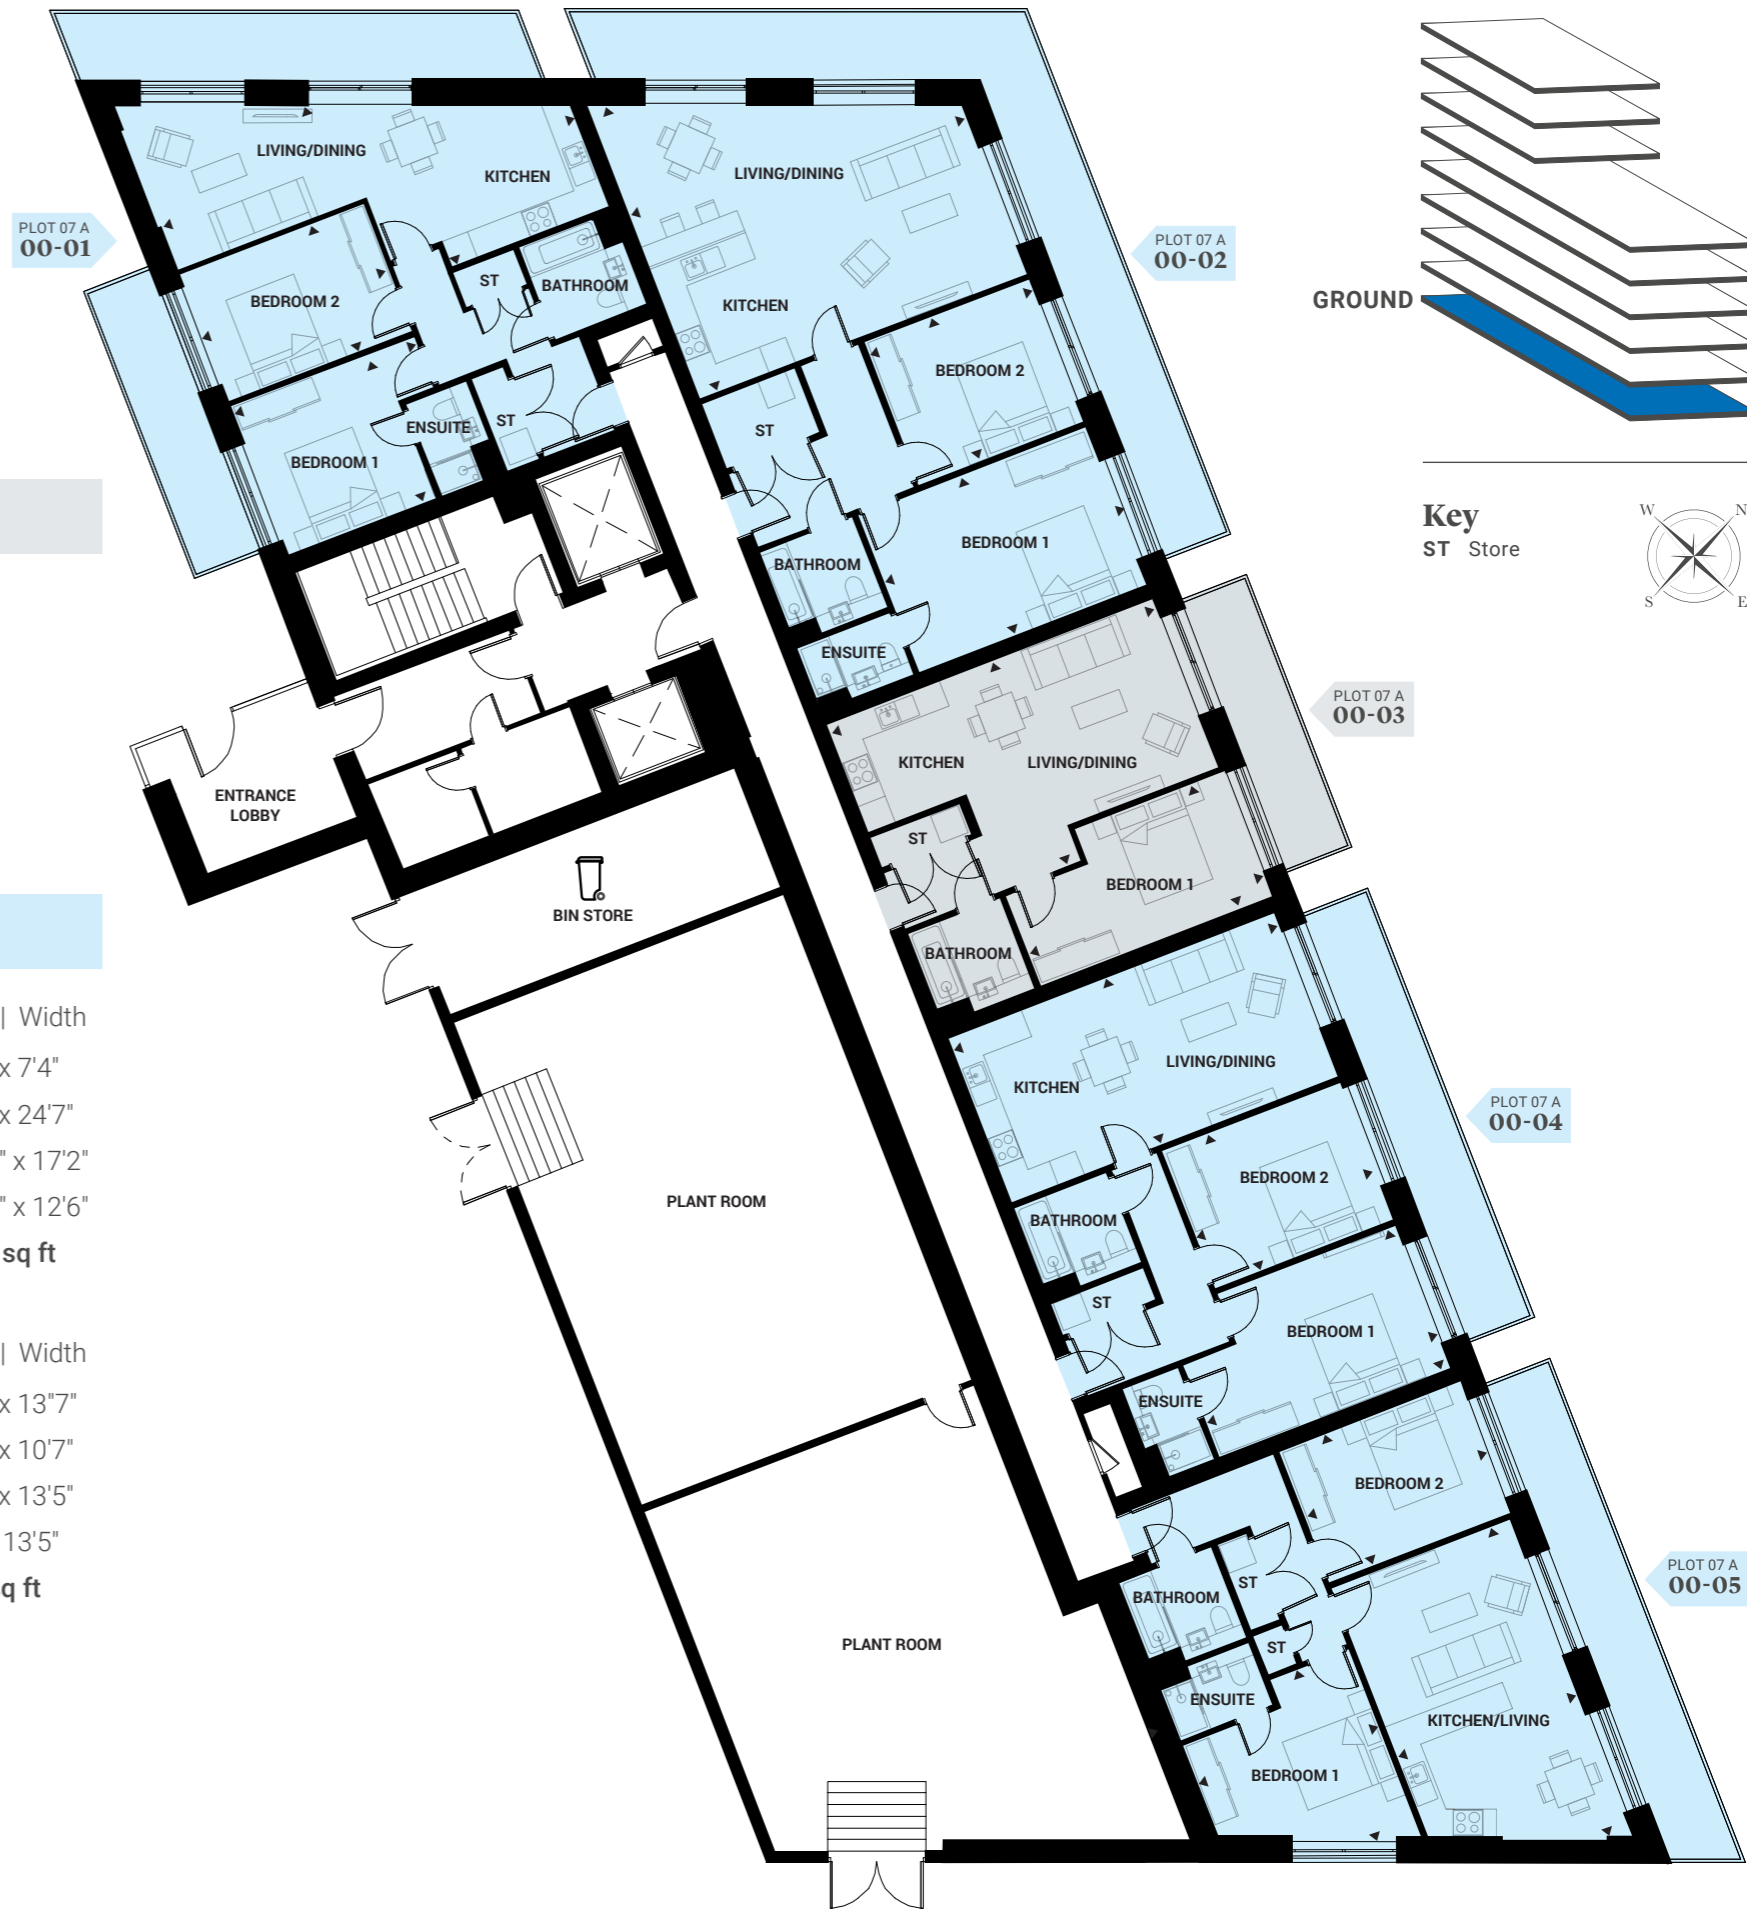 LIVING/DINING
KITCHEN
PLOT 07 A
00-01
BEDROOM 2
ST
BATHROOM
BEDROOM 1
ENSUITE
ST
LIVING/DINING
KITCHEN
PLOT 07 A
00-02
BEDROOM 2
ST
BEDROOM 1
BATHROOM
ENSUITE
GROUND
Key
ST Store
W
N
S
E
PLOT 07 A
00-03
KITCHEN
LIVING/DINING
ST
BEDROOM 1
BATHROOM
ENTRANCE
LOBBY
BIN STORE
| Width
x 7'4"
x 24'7"
" x 17'2"
" x 12'6"
sq ft
| Width
x 13"7"
x 10'7"
x 13'5"
13'5"
q ft
LIVING/DINING
KITCHEN
PLOT 07 A
00-04
BEDROOM 2
BATHROOM
ST
BEDROOM 1
ENSUITE
PLANT ROOM
BEDROOM 2
PLOT 07 A
00-05
ST
BATHROOM
ST
ENSUITE
KITCHEN/LIVING
BEDROOM 1
PLANT ROOM